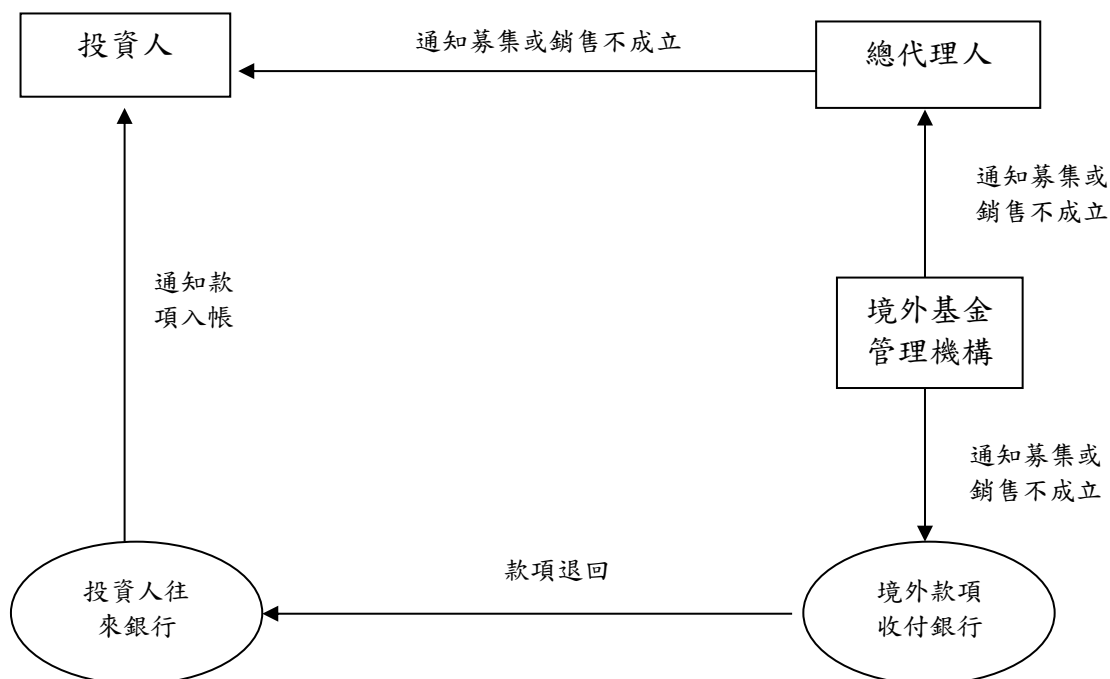 投資人
通知募集或銷售不成立
總代理人
通知募集或
銷售不成立
通知款
項入帳
境外基金
管理機構
通知募集或
銷售不成立
投資人往
來銀行
款項退回
境外款項
收付銀行